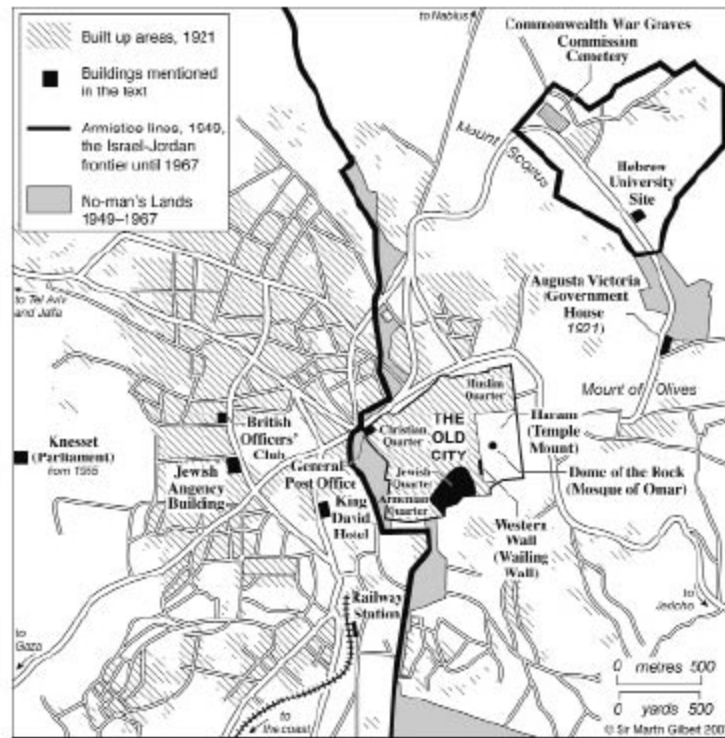 Built up areas, 1921
Buildings mentioned
in the text
Armistice lines, 1949,
the Israel-Jordan
frontier until 1967
No-man's Lands
1949–1967
to Nablus
Commonwealth War Graves
Commission
Cemetery
Mount Scopus
Hebrew
University
Site
to Tel Aviv
and Jaffa
Augusta Victoria
(Government
House
1921)
Mount of Olives
Muslim
Quarter
Haram
(Temple
Mount)
THE
OLD
CITY
Christian
Quarter
British
Officers'
Club
Knesset
(Parliament)
from 1966
General
Post Office
Jewish
Quarter
Dome of the Rock
(Mosque of Omar)
Jewish
Angency
Building
King
David
Hotel
Armenian
Quarter
Western
Wall
(Wailing
Wall)
Railway
Station
to
Jericho
to
Gaza
to
the coast
0 metres 500
0 yards 500
© Sir Martin Gilbert